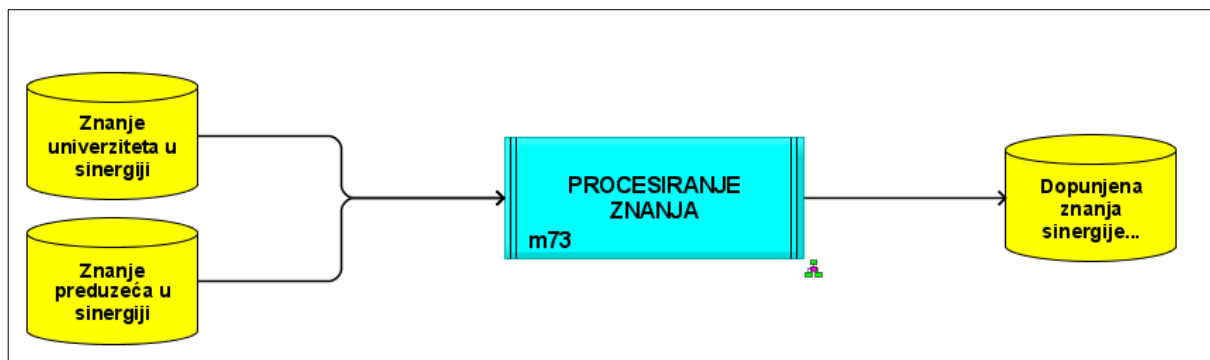 Znanje
univerziteta u
sinergiji
Znanje
preduzeća u
sinergiji
PROCESIRANJE
ZNANJA
m73
Dopunjena
znanja
sinergije...